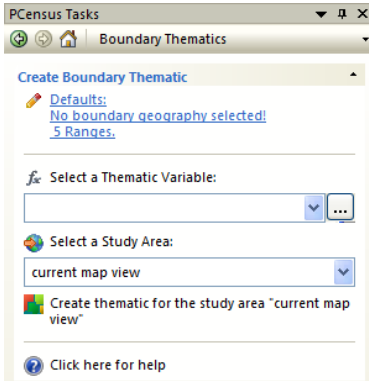 PCensus Tasks
Boundary Thematics
Create Boundary Thematic
Defaults:
No boundary geography selected!
5 Ranges.
fx Select a Thematic Variable:
...
Select a Study Area:
current map view
Create thematic for the study area "current map
view"
? Click here for help